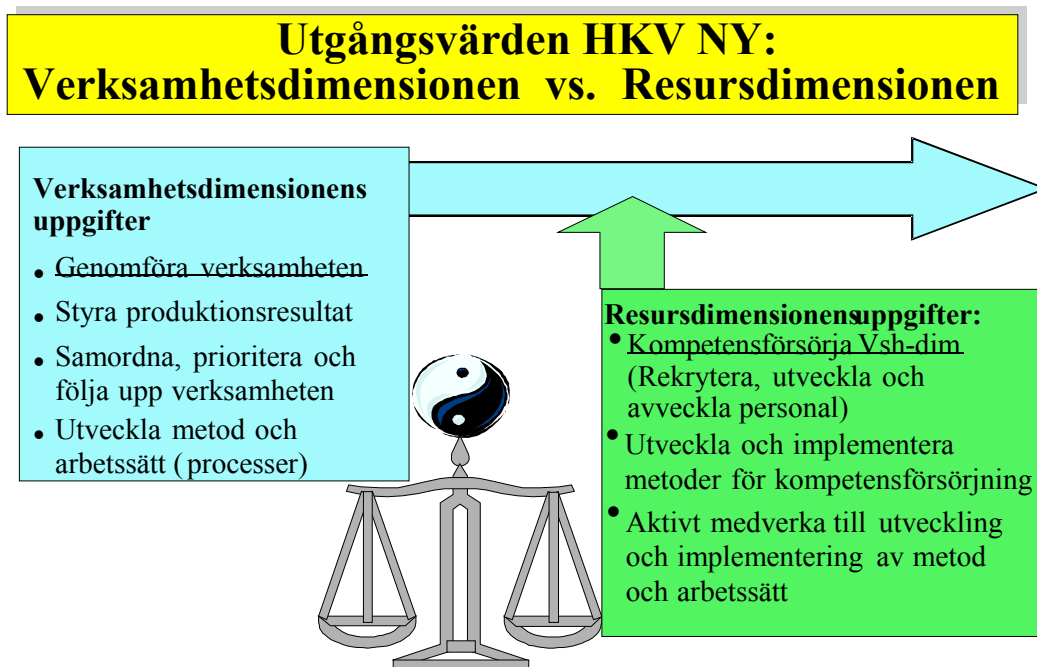 Utgångsvärden HKV NY:
Verksamhetsdimensionen vs. Resursdimensionen
Verksamhetsdimensionens
uppgifter
• Genomföra verksamheten
• Styra produktionsresultat
• Samordna, prioritera och
följa upp verksamheten
• Utveckla metod och
arbetssätt (processer)
Resursdimensionensuppgifter:
• Kompetensförsörja Vsh-dim
(Rekrytera, utveckla och
avveckla personal)
• Utveckla och implementera
metoder för kompetensförsörjning
• Aktivt medverka till utveckling
och implementering av metod
och arbetssätt